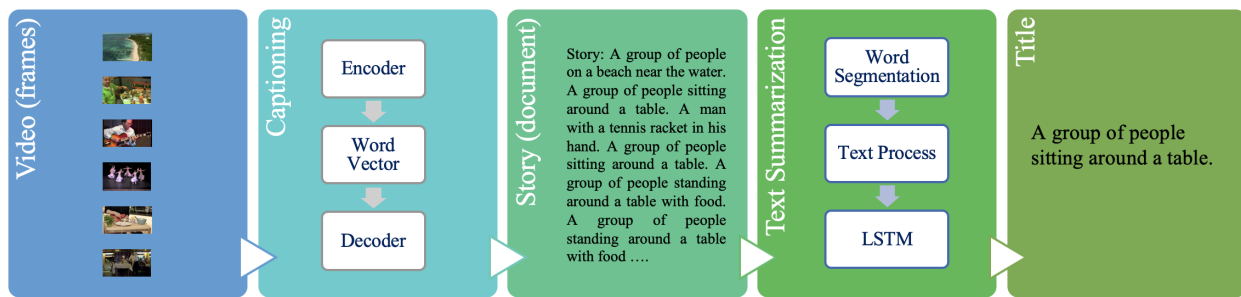 Video (frames)
Captioning
Encoder
Word
Vector
Decoder
Story (document)
Story: A group of people
on a beach near the water.
A group of people sitting
around a table. A man
with a tennis racket in his
hand. A group of people
sitting around a table. A
group of people standing
around a table with food.
A group of people
standing around a table
with food ….
Text Summarization
Word
Segmentation
Text Process
LSTM
Title
A group of people
sitting around a table.